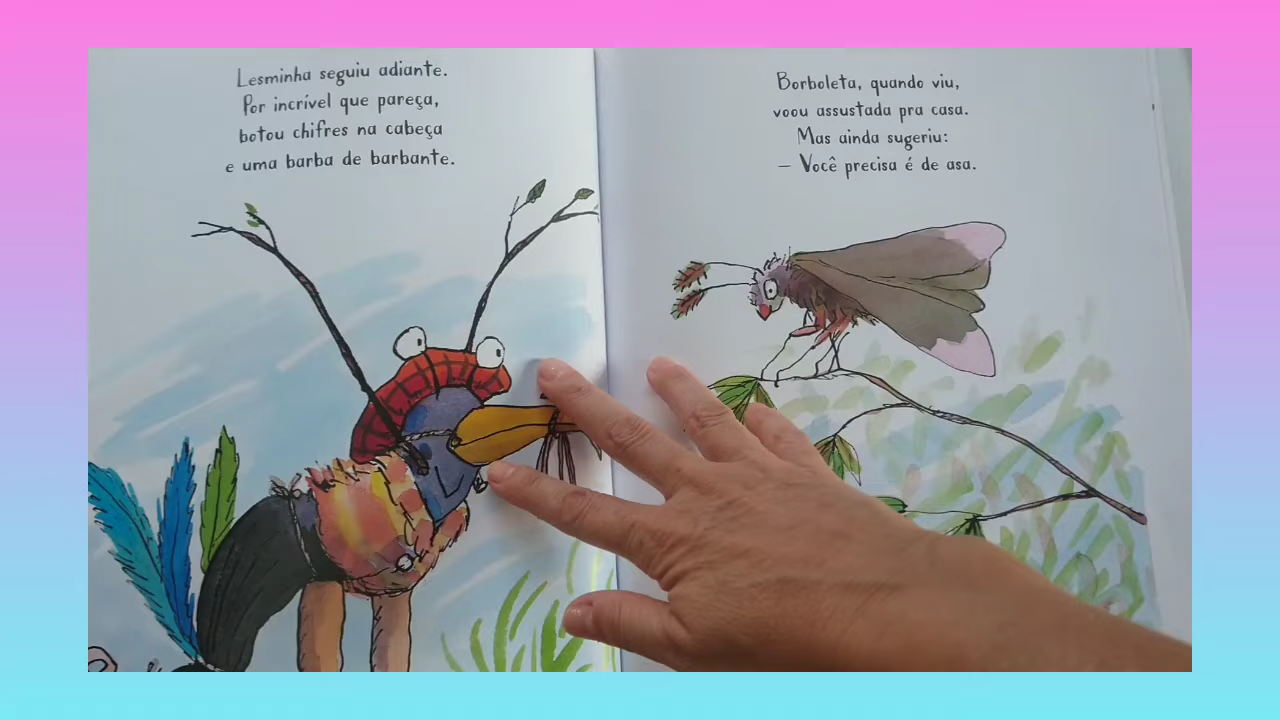 Lesminha seguiu adiante.
Por incrível que pareça,
botou chifres na cabeça
e uma barba de barbante.
Borboleta, quando viu,
voou assustada pra casa.
Mas ainda sugeriu:
– Você precisa é de asa.